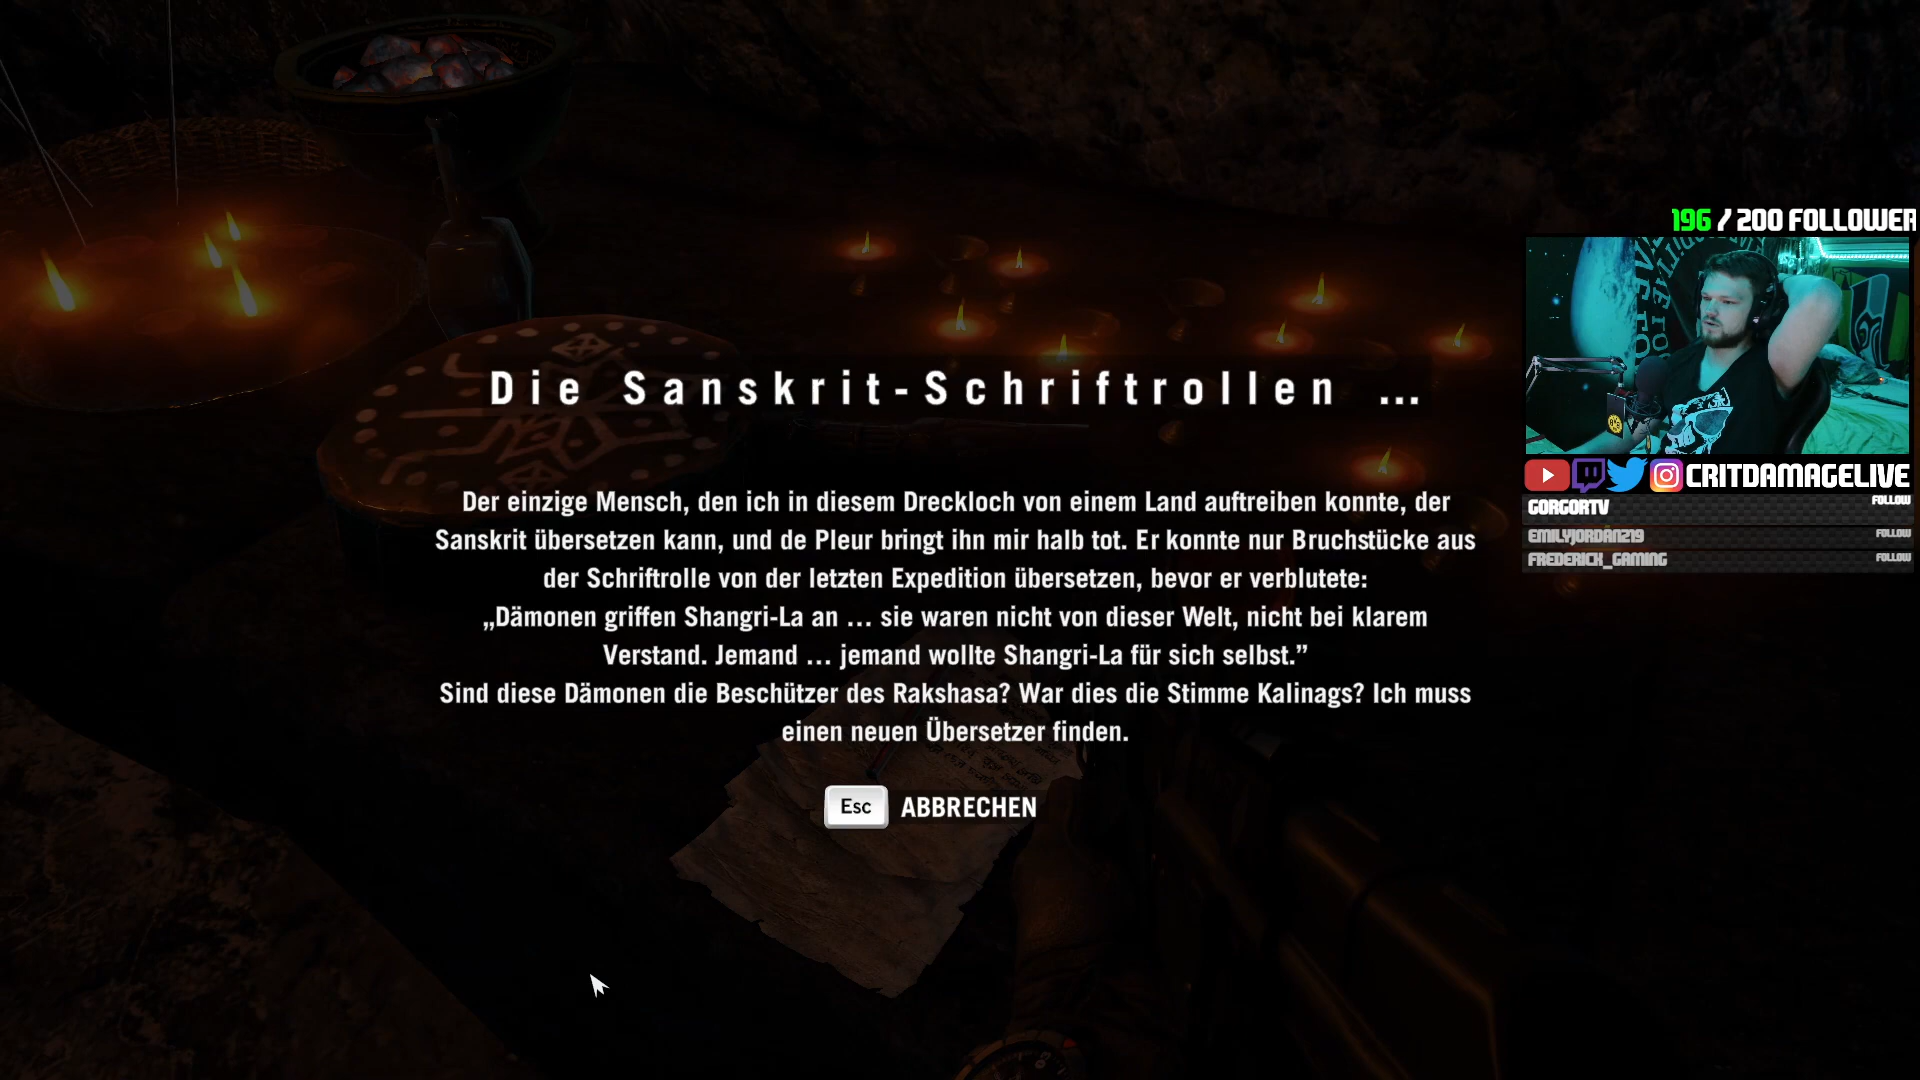 196 / 200 FOLLOWER
Die Sanskrit-Schriftrollen ...
Der einzige Mensch, den ich in diesem Dreckloch von einem Land auftreiben konnte, der
Sanskrit übersetzen kann, und de Pleur bringt ihn mir halb tot. Er konnte nur Bruchstücke aus
der Schriftrolle von der letzten Expedition übersetzen, bevor er verblutete:
„Dämonen griffen Shangri-La an ... sie waren nicht von dieser Welt, nicht bei klarem
Verstand. Jemand ... jemand wollte Shangri-La für sich selbst.”
Sind diese Dämonen die Beschützer des Rakshasa? War dies die Stimme Kalinags? Ich muss
einen neuen Übersetzer finden.
Esc ABBRECHEN
CRITDAMAGELIVE
GORGORTV FOLLOW
EMILYJORDAN219 FOLLOW
FREDERICK_GAMING FOLLOW